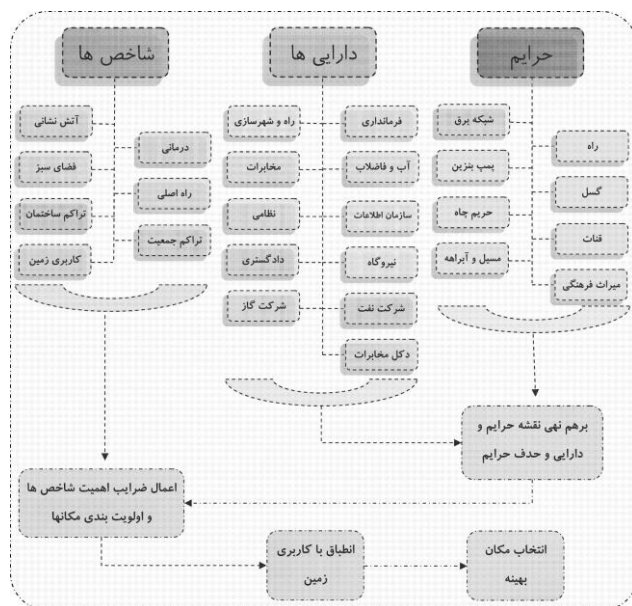 حرایم
شبکه برق
راه
پمپ بنزین
گسل
حریم چاه
قنات
مسیل و آبراهه
میراث فرهنگی
دارایی ها
فرمانداری
راه و شهرسازی
آب و فاضلاب
مخابرات
سازمان اطلاعات
نظامی
نیروگاه
دادگستری
شرکت نفت
شرکت گاز
دکل مخابرات
شاخص ها
آتش نشانی
درمانی
فضای سبز
راه اصلی
تراکم ساختمان
تراکم جمعیت
کاربری زمین
برهم نهی نقشه حرایم و
دارایی و حذف حرایم
اعمال ضرایب اهمیت شاخص ها
و اولویت بندی مکانها
انطباق با کاربری
زمین
انتخاب مکان
بهینه